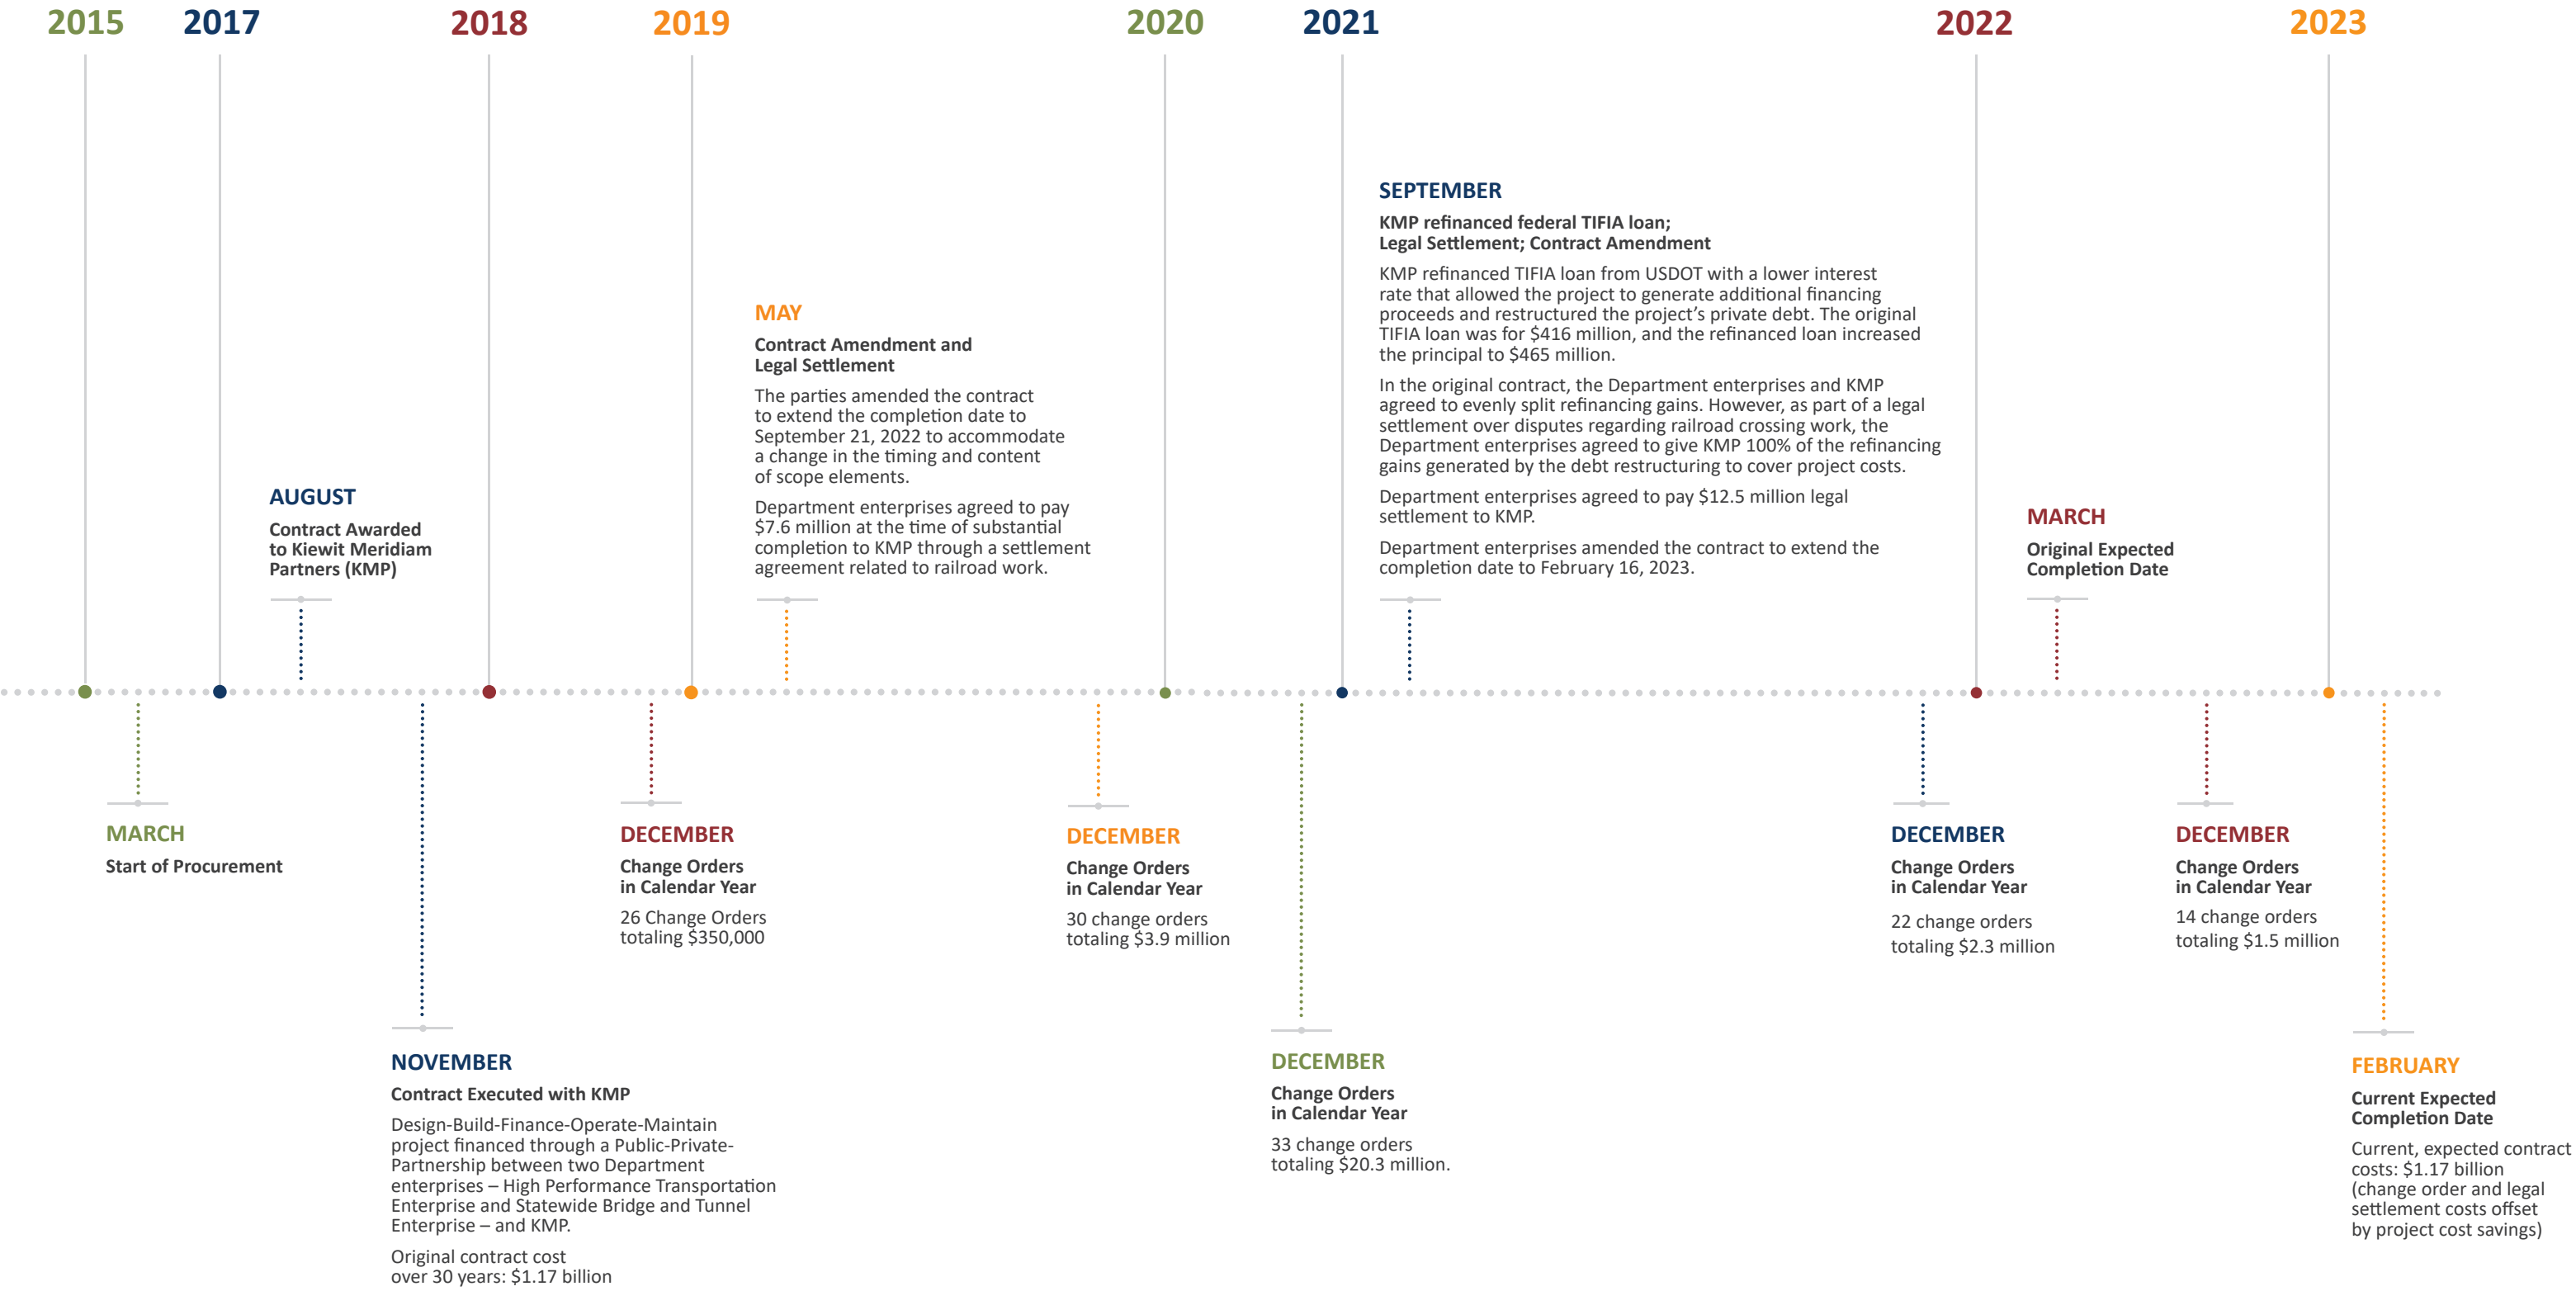 2015
2017
2018
2019
2020
2021
2022
2023
SEPTEMBER
KMP refinanced federal TIFIA loan;
Legal Settlement; Contract Amendment
KMP refinanced TIFIA loan from USDOT with a lower interest
rate that allowed the project to generate additional financing
proceeds and restructured the project’s private debt. The original
TIFIA loan was for $416 million, and the refinanced loan increased
the principal to $465 million.
In the original contract, the Department enterprises and KMP
agreed to evenly split refinancing gains. However, as part of a legal
settlement over disputes regarding railroad crossing work, the
Department enterprises agreed to give KMP 100% of the refinancing
gains generated by the debt restructuring to cover project costs.
Department enterprises agreed to pay $12.5 million legal
settlement to KMP.
Department enterprises amended the contract to extend the
completion date to February 16, 2023.
MAY
Contract Amendment and
Legal Settlement
The parties amended the contract
to extend the completion date to
September 21, 2022 to accommodate
a change in the timing and content
of scope elements.
Department enterprises agreed to pay
$7.6 million at the time of substantial
completion to KMP through a settlement
agreement related to railroad work.
AUGUST
Contract Awarded
to Kiewit Meridiam
Partners (KMP)
MARCH
Original Expected
Completion Date
MARCH
Start of Procurement
DECEMBER
Change Orders
in Calendar Year
26 Change Orders
totaling $350,000
DECEMBER
Change Orders
in Calendar Year
30 change orders
totaling $3.9 million
DECEMBER
Change Orders
in Calendar Year
22 change orders
totaling $2.3 million
DECEMBER
Change Orders
in Calendar Year
14 change orders
totaling $1.5 million
NOVEMBER
Contract Executed with KMP
Design-Build-Finance-Operate-Maintain
project financed through a Public-Private-
Partnership between two Department
enterprises – High Performance Transportation
Enterprise and Statewide Bridge and Tunnel
Enterprise – and KMP.
Original contract cost
over 30 years: $1.17 billion
DECEMBER
Change Orders
in Calendar Year
33 change orders
totaling $20.3 million.
FEBRUARY
Current Expected
Completion Date
Current, expected contract
costs: $1.17 billion
(change order and legal
settlement costs offset
by project cost savings)